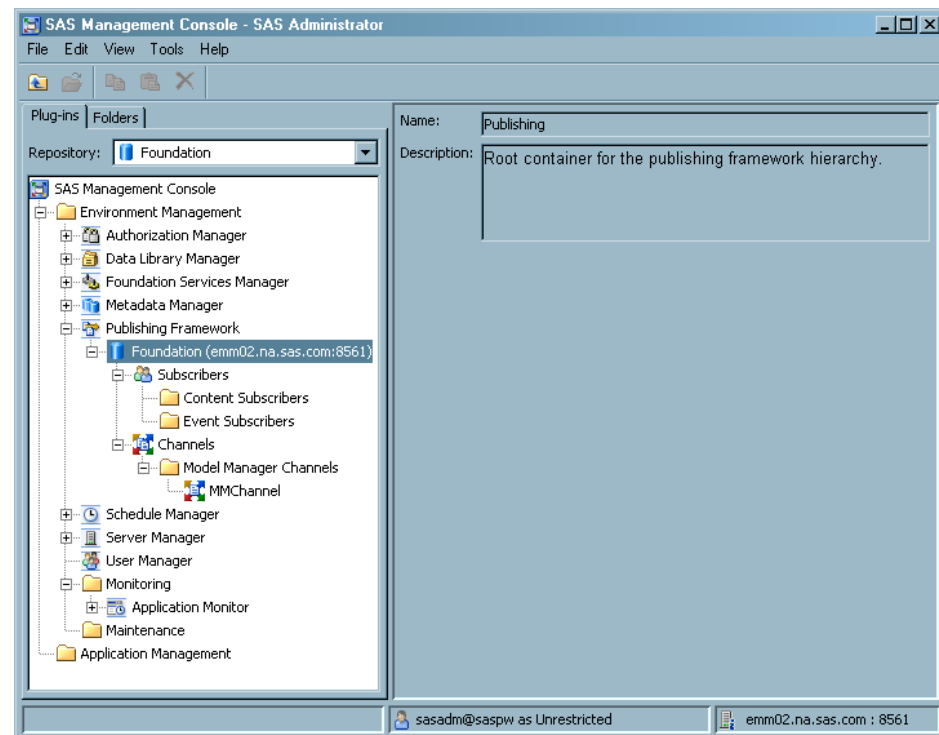 SAS Management Console - SAS Administrator
File Edit View Tools Help
Plug-ins Folders
Repository: Foundation
SAS Management Console
Environment Management
Authorization Manager
Data Library Manager
Foundation Services Manager
Metadata Manager
Publishing Framework
Foundation (emm02.na.sas.com:8561)
Subscribers
Content Subscribers
Event Subscribers
Channels
Model Manager Channels
MMChannel
Schedule Manager
Server Manager
User Manager
Monitoring
Application Monitor
Maintenance
Application Management
Name: Publishing
Description: Root container for the publishing framework hierarchy.
sasadm@saspw as Unrestricted
emm02.na.sas.com : 8561